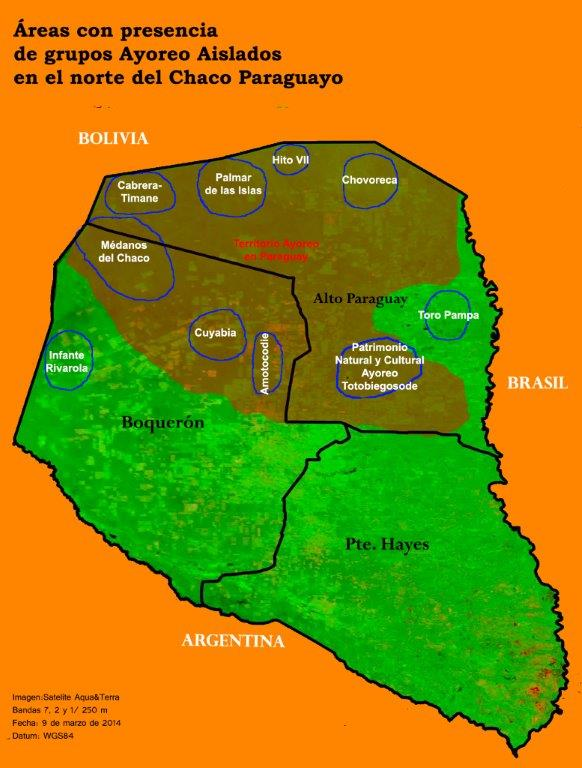 Áreas con presencia
de grupos Ayoreo Aislados
en el norte del Chaco Paraguayo
BOLIVIA
Hito VII
Cabrera-
Timane
Palmar
de las Islas
Chovoreca
Médanos
del Chaco
Territorio Ayoreo
en Paraguay
Alto Paraguay
Toro Pampa
Cuyabia
Amotocodie
Infante
Rivarola
Patrimonio
Natural y Cultural
Ayoreo
Totobiegosode
BRASIL
Boquerón
Pte. Hayes
ARGENTINA
Imagen:Satelite Aqua&Terra
Bandas 7, 2 y 1/ 250 m
Fecha: 9 de marzo de 2014
Datum: WGS84